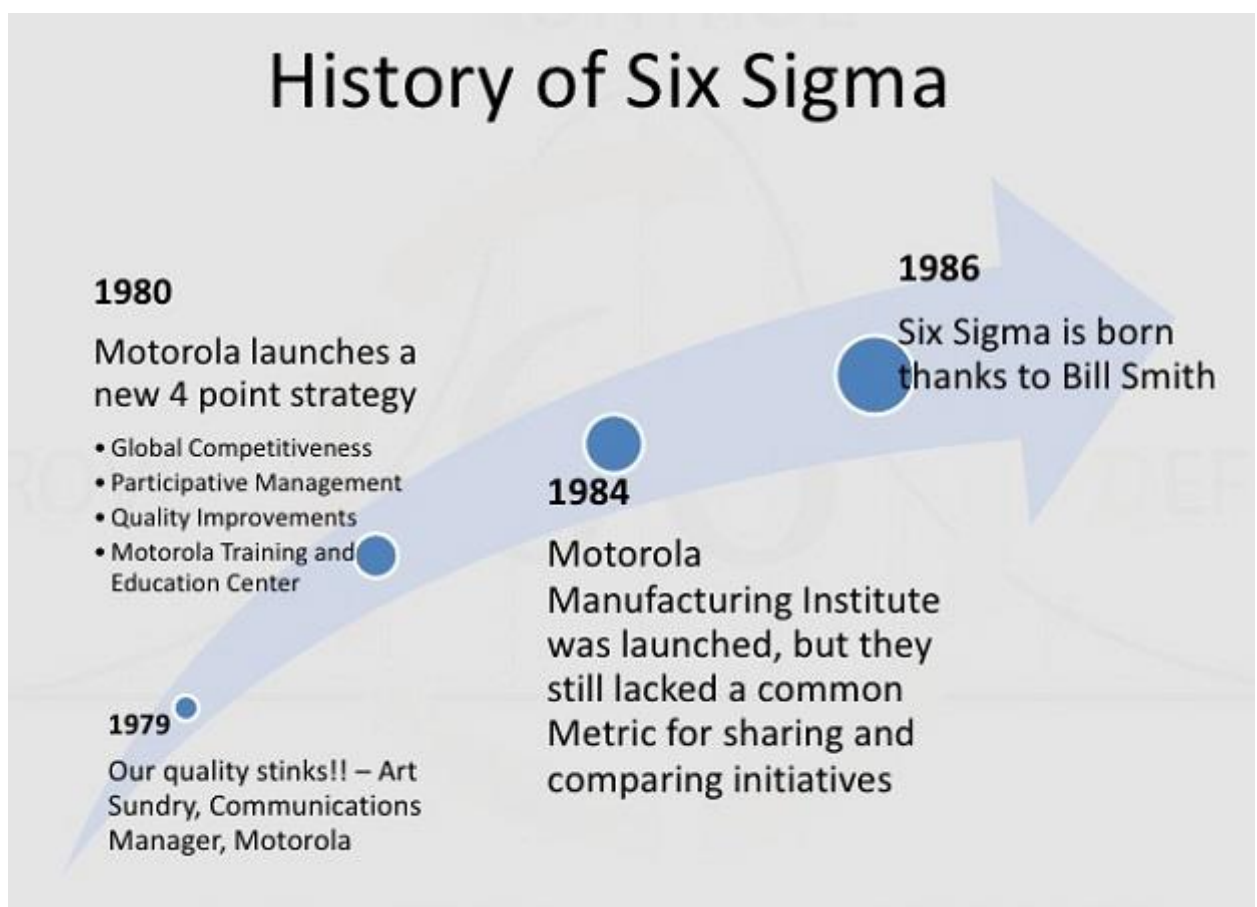 History of Six Sigma
1979
Our quality stinks!! – Art
Sundry, Communications
Manager, Motorola
1980
Motorola launches a
new 4 point strategy
• Global Competitiveness
• Participative Management
• Quality Improvements
• Motorola Training and
Education Center
1984
Motorola
Manufacturing Institute
was launched, but they
still lacked a common
Metric for sharing and
comparing initiatives
1986
Six Sigma is born
thanks to Bill Smith